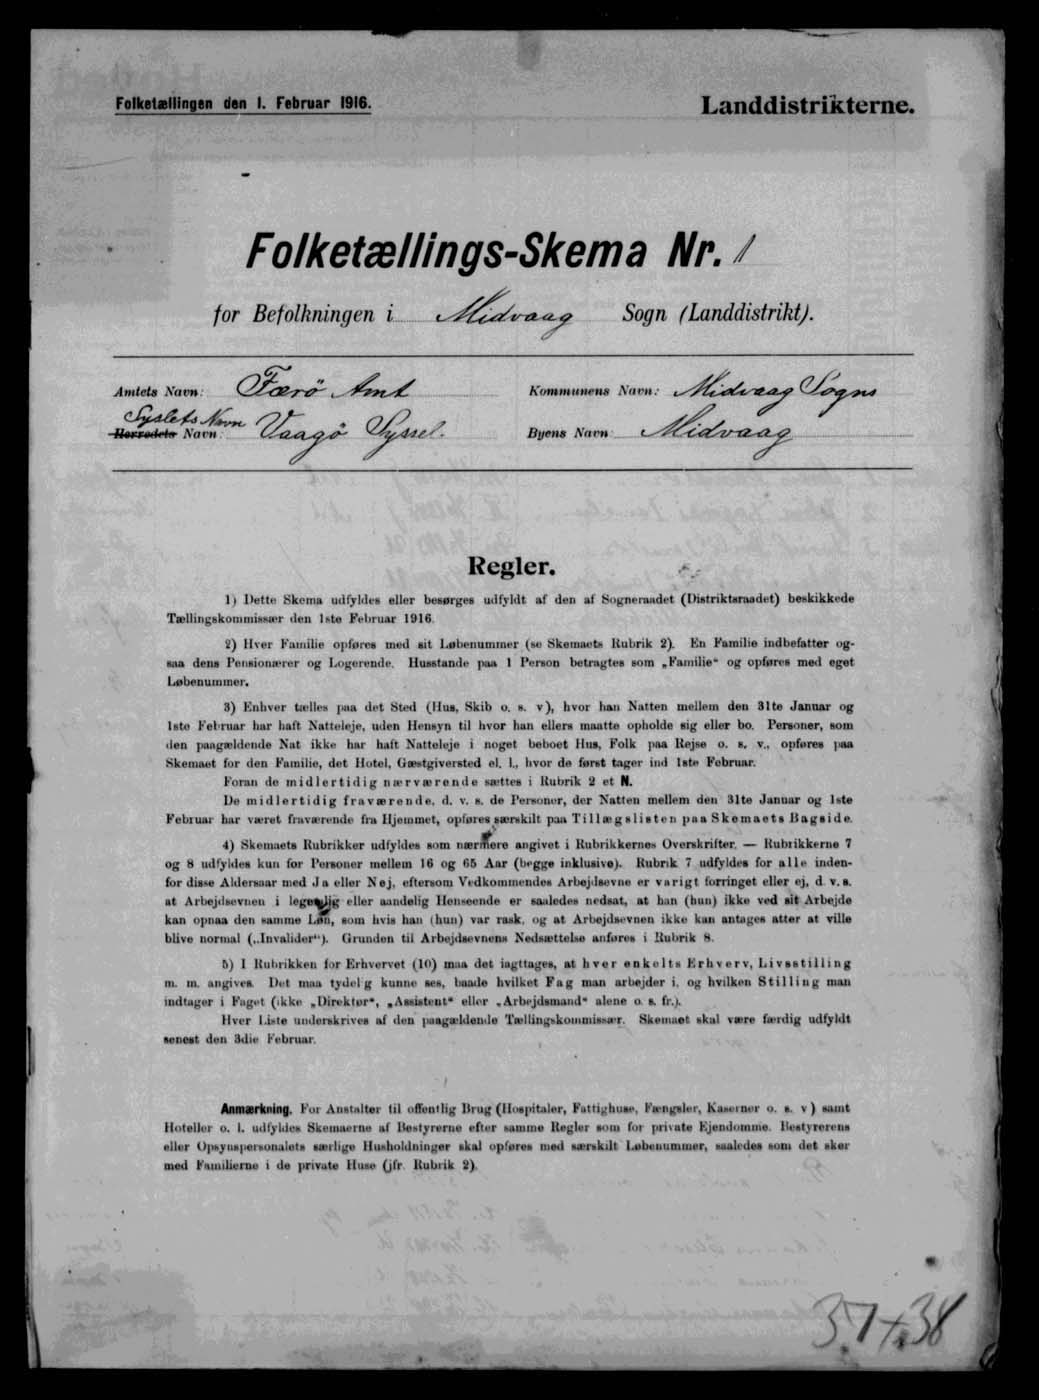 Folketællingen den 1. Februar 1916.
Landdistrikterne.
Folketællings-Skema Nr. 1
for Befolkningen i Midvaag Sogn (Landdistrikt).
Amtets Navn: Færö Amt
Kommunens Navn: Midvaag Sogns
Syslets Navn
Herredets Navn: Vaagö Syssel.
Byens Navn: Midvaag
Regler.
1) Dette Skema udfyldes eller besørges udfyldt af den af Sogneraadet (Distriktsraadet) beskikkede
Tællingskommissær den 1ste Februar 1916.
2) Hver Familie opføres med sit Løbenummer (se Skemaets Rubrik 2). En Familie indbefatter og-
saa dens Pensionærer og Logerende. Husstande paa 1 Person betragtes som „Familie“ og opføres med eget
Løbenummer.
3) Enhver tælles paa det Sted (Hus, Skib o. s. v), hvor han Natten mellem den 31te Januar og
1ste Februar har haft Natteleje, uden Hensyn til hvor han ellers maatte opholde sig eller bo. Personer, som
den paagældende Nat ikke har haft Natteleje i noget beboet Hus, Folk paa Rejse o. s. v., opføres paa
Skemaet for den Familie, det Hotel, Gæstgiversted el. l., hvor de først tager ind 1ste Februar.
Foran de midlertidig nærværende sættes i Rubrik 2 et N.
De midlertidig fraværende, d. v. s. de Personer, der Natten mellem den 31te Januar og 1ste
Februar har været fraværende fra Hjemmet, opføres særskilt paa Tillægslisten paa Skemaets Bagside.
4) Skemaets Rubrikker udfyldes som nærmere angivet i Rubrikkernes Overskrifter. — Rubrikkerne 7
og 8 udfyldes kun for Personer mellem 16 og 65 Aar (begge inklusive). Rubrik 7 udfyldes for alle inden-
for disse Aldersaar med Ja eller Nej, eftersom Vedkommendes Arbejdsevne er varigt forringet eller ej, d. v. s.
at Arbejdsevnen i legemlig eller aandelig Henseende er saaledes nedsat, at han (hun) ikke ved sit Arbejde
kan opnaa den samme Løn, som hvis han (hun) var rask, og at Arbejdsevnen ikke kan antages atter at ville
blive normal („Invalider“). Grunden til Arbejdsevnens Nedsættelse anføres i Rubrik 8.
5) I Rubrikken for Erhvervet (10) maa det iagttages, at hver enkelts Erhverv, Livsstilling
m. m. angives. Det maa tydelig kunne ses, baade hvilket Fag man arbejder i, og hvilken Stilling man
indtager i Faget (ikke „Direktør“, „Assistent“ eller „Arbejdsmand“ alene o. s. fr.).
Hver Liste underskrives af den paagældende Tællingskommissær. Skemaet skal være færdig udfyldt
senest den 3die Februar.
Anmærkning. For Anstalter til offentlig Brug (Hospitaler, Fattighuse, Fængsler, Kaserner o. s. v) samt
Hoteller o. l. udfyldes Skemaerne af Bestyrerne efter samme Regler som for private Ejendomme. Bestyrerens
eller Opsynspersonalets særlige Husholdninger skal opføres med særskilt Løbenummer, saaledes som det sker
med Familierne i de private Huse (jfr. Rubrik 2).
37+38